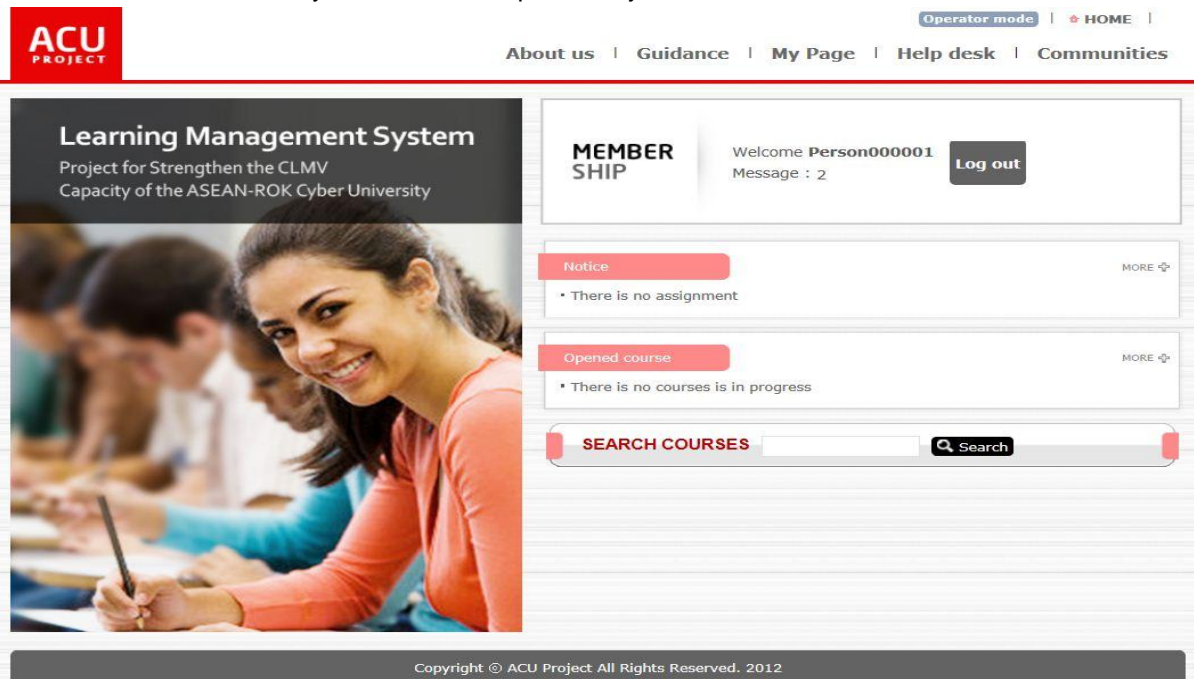 Operator mode | HOME |
ACU
PROJECT
About us | Guidance | My Page | Help desk | Communities
Learning Management System
Project for Strengthen the CLMV
Capacity of the ASEAN-ROK Cyber University
MEMBER
SHIP
Welcome Person000001
Message : 2
Log out
Notice
MORE
There is no assignment
Opened course
MORE
There is no courses is in progress
SEARCH COURSES
Search
Copyright © ACU Project All Rights Reserved. 2012